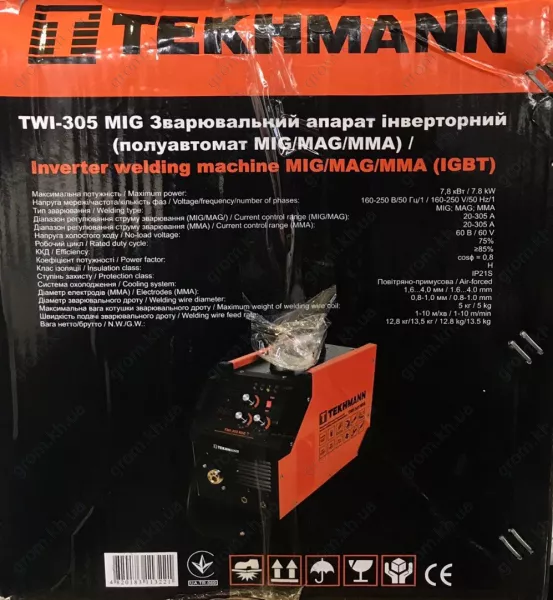 TEKHMANN
TWI-305 MIG Зварювальний апарат інверторний
(полуавтомат MIG/MAG/MMA) /
Inverter welding machine MIG/MAG/MMA (IGBT)
Максимальна потужність / Maximum power: 7,8 кВт / 7.8 kW
Напруга мережі/частота/кількість фаз / Voltage/frequency/number of phases: 160-250 В/50 Гц/1 / 160-250 V/50 Hz/1
Тип зварювання / Welding type: MIG; MAG; MMA
Діапазон регулювання струму зварювання (MIG/MAG/) / Current control range (MIG/MAG): 20-305 A
Діапазон регулювання струму зварювання (MMA) / Current control range (MMA): 20-305 A
Напруга холостого ходу / No-load voltage: 60 В / 60 V
Робочий цикл / Rated duty cycle: 75%
ККД / Efficiency: ≥85%
Коефіцієнт потужності / Power factor: cosφ = 0,8
Клас ізоляції / Insulation class: H
Ступінь захисту / Protection class: IP21S
Система охолодження / Cooling system: Повітряно-примусова / Air-forced
Діаметр електродів (MMA) / Electrodes (MMA): 1,6...4,0 мм / 1.6...4.0 mm
Діаметр зварювального дроту / Welding wire diameter: 0,8-1,0 мм / 0.8-1.0 mm
Максимальна вага котушки зварювального дроту / Maximum weight of welding wire coil: 5 кг / 5 kg
Швидкість подачі зварювального дроту / Welding wire feed rate: 1-10 м/хв / 1-10 m/min
Вага нетто/брутто / N.W./G.W.: 12,8 кг/13,5 кг / 12.8 kg/13.5 kg
TEKHMANN
TEKHMANN
CE